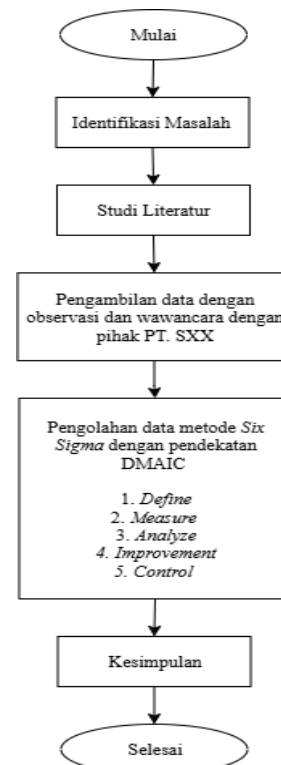 Mulai
Identifikasi Masalah
Studi Literatur
Pengambilan data dengan
observasi dan wawancara dengan
pihak PT. SXX
Pengolahan data metode Six
Sigma dengan pendekatan
DMAIC
1. Define
2. Measure
3. Analyze
4. Improvement
5. Control
Kesimpulan
Selesai